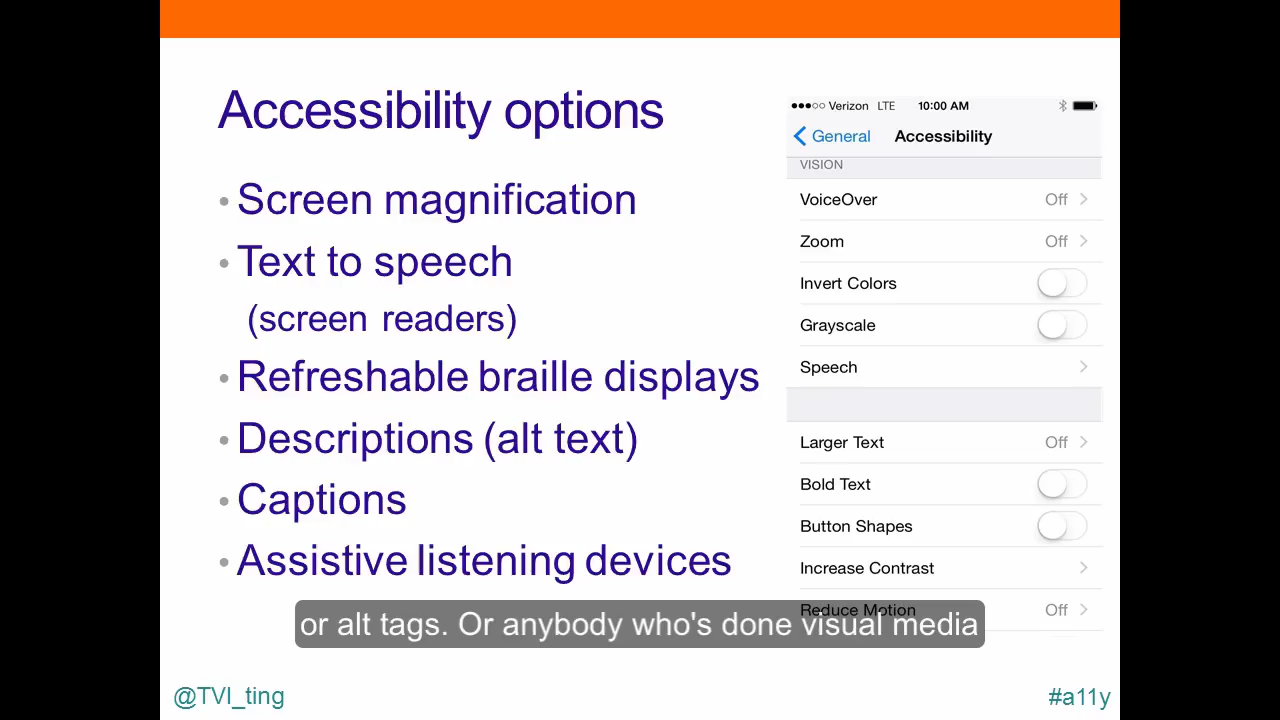 Accessibility options
• Screen magnification
• Text to speech
(screen readers)
• Refreshable braille displays
• Descriptions (alt text)
• Captions
• Assistive listening devices
Verizon LTE 10:00 AM
General Accessibility
VISION
VoiceOver Off
Zoom Off
Invert Colors
Grayscale
Speech
Larger Text Off
Bold Text
Button Shapes
Increase Contrast
Reduce Motion Off
or alt tags. Or anybody who's done visual media
@TVI_ting
#a11y